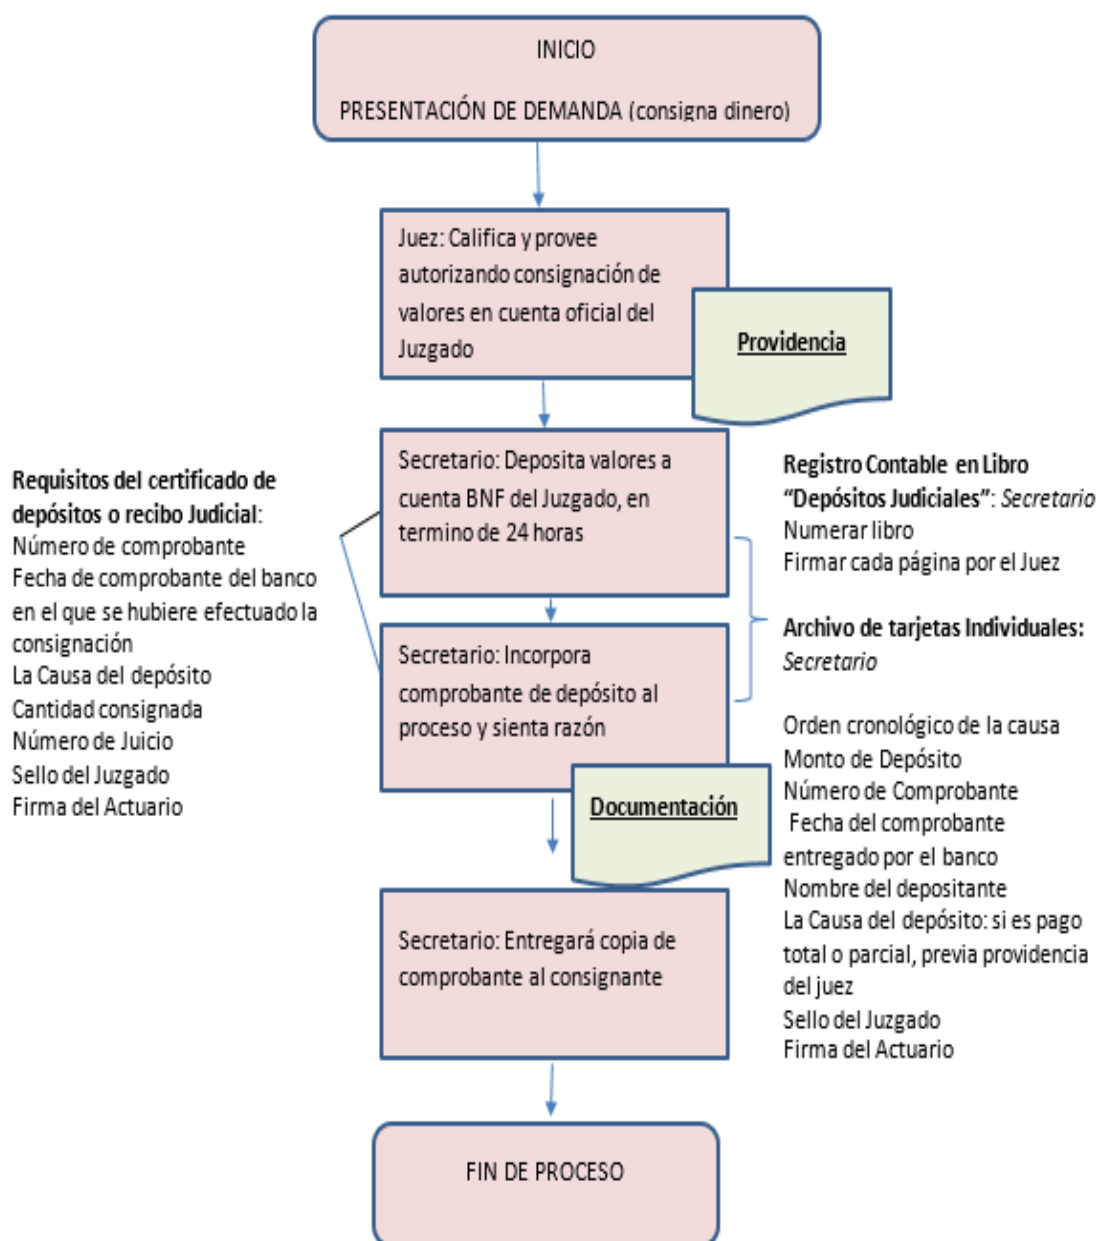 INICIO
PRESENTACIÓN DE DEMANDA (consigna dinero)
Juez: Califica y provee
autorizando consignación de
valores en cuenta oficial del
Juzgado
Providencia
Secretario: Deposita valores a
cuenta BNF del Juzgado, en
termino de 24 horas
Requisitos del certificado de
depósitos o recibo Judicial:
Número de comprobante
Fecha de comprobante del banco
en el que se hubiere efectuado la
consignación
La Causa del depósito
Cantidad consignada
Número de Juicio
Sello del Juzgado
Firma del Actuario
Registro Contable en Libro
“Depósitos Judiciales”: Secretario
Numerar libro
Firmar cada página por el Juez
Archivo de tarjetas Individuales:
Secretario
Orden cronológico de la causa
Monto de Depósito
Número de Comprobante
Fecha del comprobante
entregado por el banco
Nombre del depositante
La Causa del depósito: si es pago
total o parcial, previa providencia
del juez
Sello del Juzgado
Firma del Actuario
Secretario: Incorpora
comprobante de depósito al
proceso y sienta razón
Documentación
Secretario: Entregará copia de
comprobante al consignante
FIN DE PROCESO